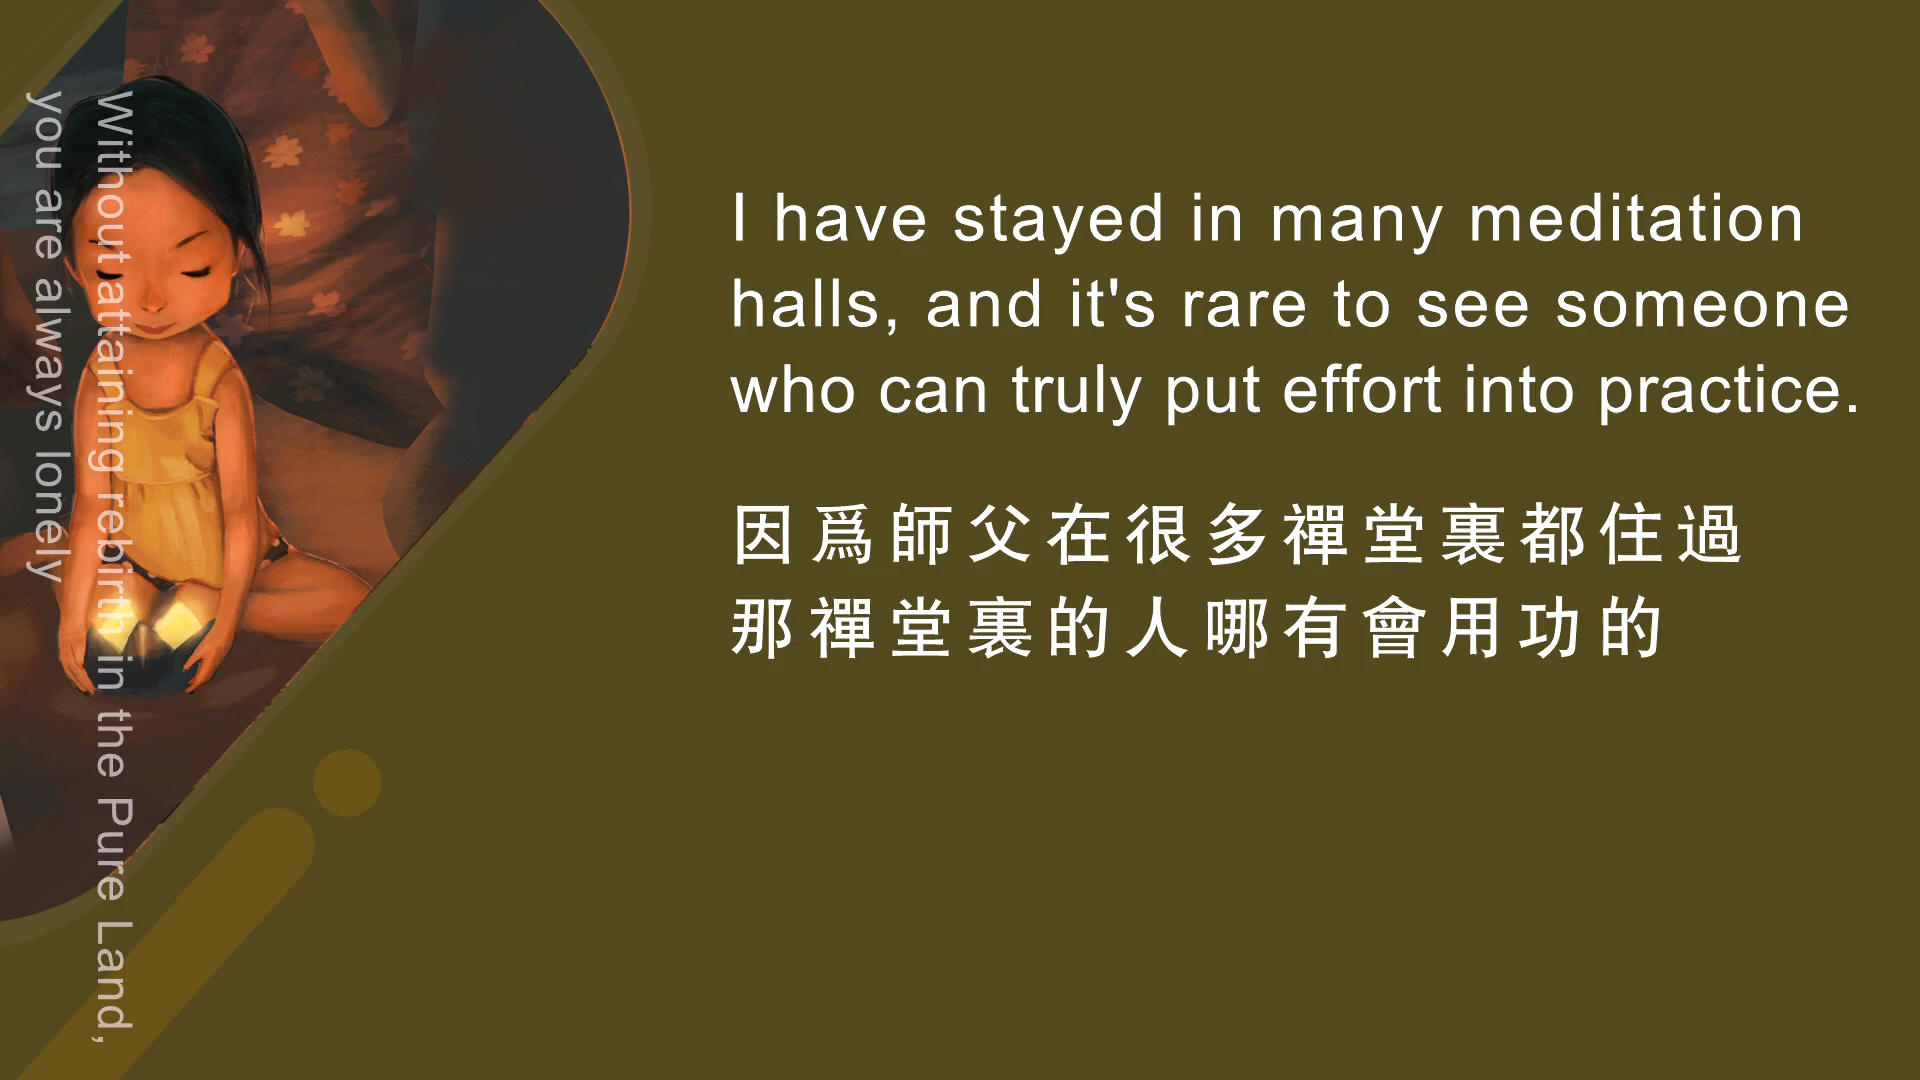 Without attaining rebirth in the Pure Land,
you are always lonely
I have stayed in many meditation
halls, and it's rare to see someone
who can truly put effort into practice.
因爲師父在很多禪堂裏都住過
那禪堂裏的人哪有會用功的